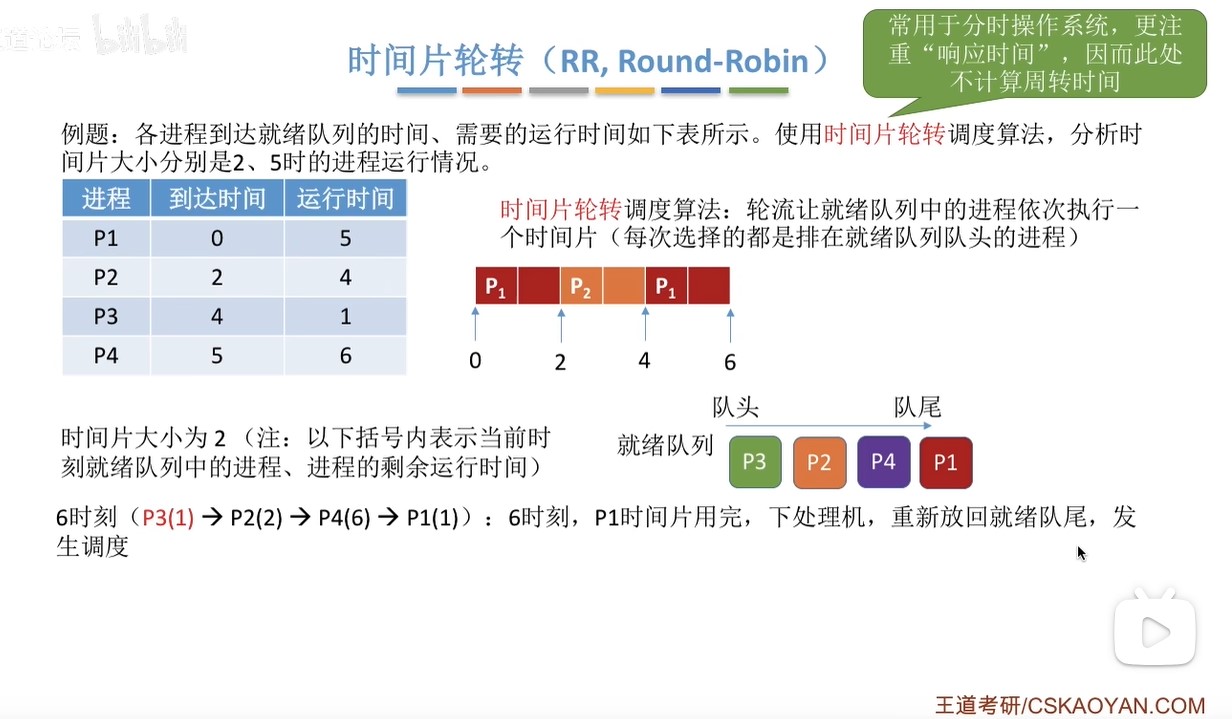 道论坛 bilibili
常用于分时操作系统，更注
重“响应时间”，因而此处
不计算周转时间
时间片轮转（RR, Round-Robin）
例题：各进程到达就绪队列的时间、需要的运行时间如下表所示。使用时间片轮转调度算法，分析时
间片大小分别是2、5时的进程运行情况。
进程 到达时间 运行时间
P1 0 5
P2 2 4
P3 4 1
P4 5 6
时间片轮转调度算法：轮流让就绪队列中的进程依次执行一
个时间片（每次选择的都是排在就绪队列队头的进程）
P1 P2 P1
0 2 4 6
队头 队尾
就绪队列 P3 P2 P4 P1
时间片大小为 2 （注：以下括号内表示当前时
刻就绪队列中的进程、进程的剩余运行时间）
6时刻（P3(1) → P2(2) → P4(6) → P1(1)）：6时刻，P1时间片用完，下处理机，重新放回就绪队尾，发
生调度
王道考研/CSKAOYAN.COM